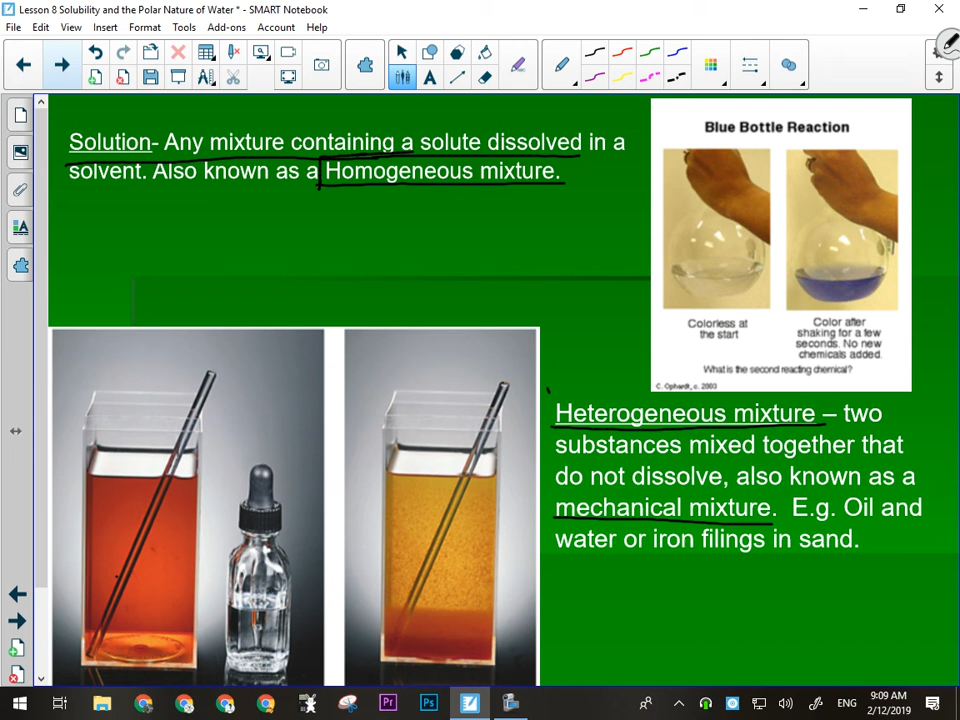 Lesson 8 Solubility and the Polar Nature of Water * - SMART Notebook
File Edit View Insert Format Tools Add-ons Account Help
Solution- Any mixture containing a solute dissolved in a
solvent. Also known as a Homogeneous mixture.
Blue Bottle Reaction
Colorless at
the start
Color after
shaking for a few
seconds. No new
chemicals added.
What is the second reacting chemical?
C. Ophardt, c. 2003
Heterogeneous mixture – two
substances mixed together that
do not dissolve, also known as a
mechanical mixture. E.g. Oil and
water or iron filings in sand.
Pr Ps ENG
9:09 AM
2/12/2019